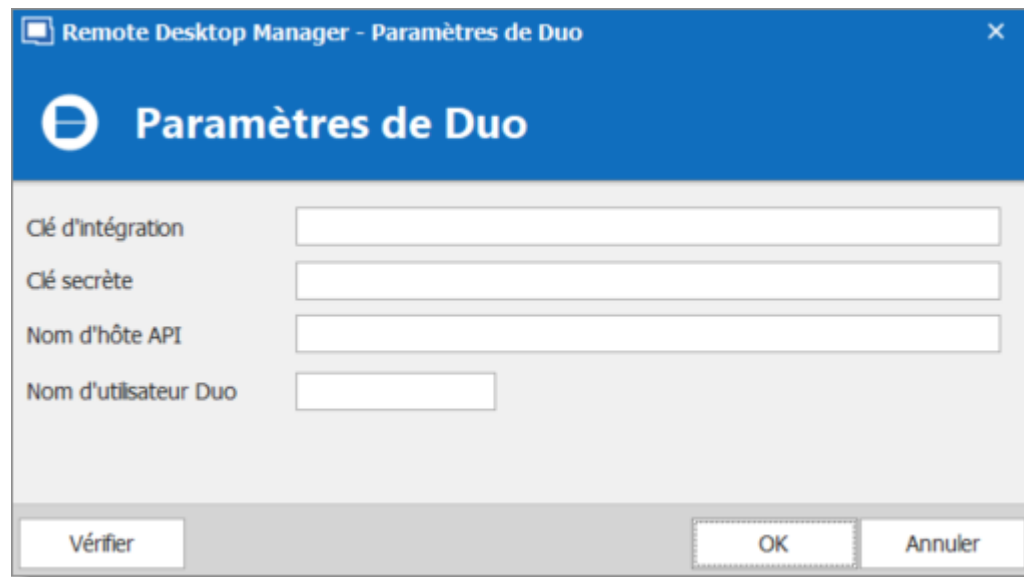 Remote Desktop Manager - Paramètres de Duo
Paramètres de Duo
Clé d'intégration
Clé secrète
Nom d'hôte API
Nom d'utilisateur Duo
Vérifier
OK
Annuler